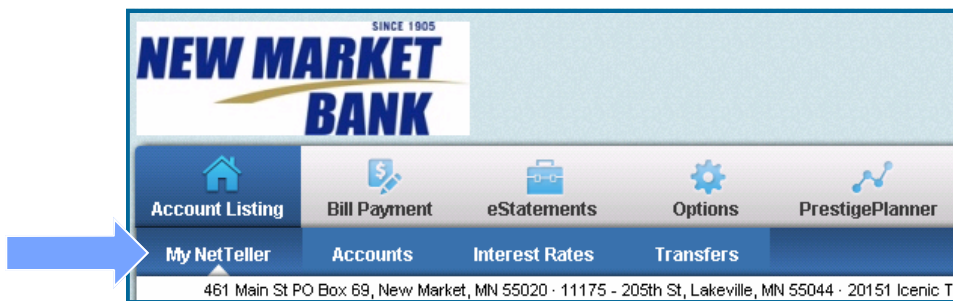 SINCE 1905
NEW MARKET
BANK
Account Listing Bill Payment eStatements Options PrestigePlanner
My NetTeller Accounts Interest Rates Transfers
461 Main St PO Box 69, New Market, MN 55020 · 11175 - 205th St, Lakeville, MN 55044 · 20151 Icenic T